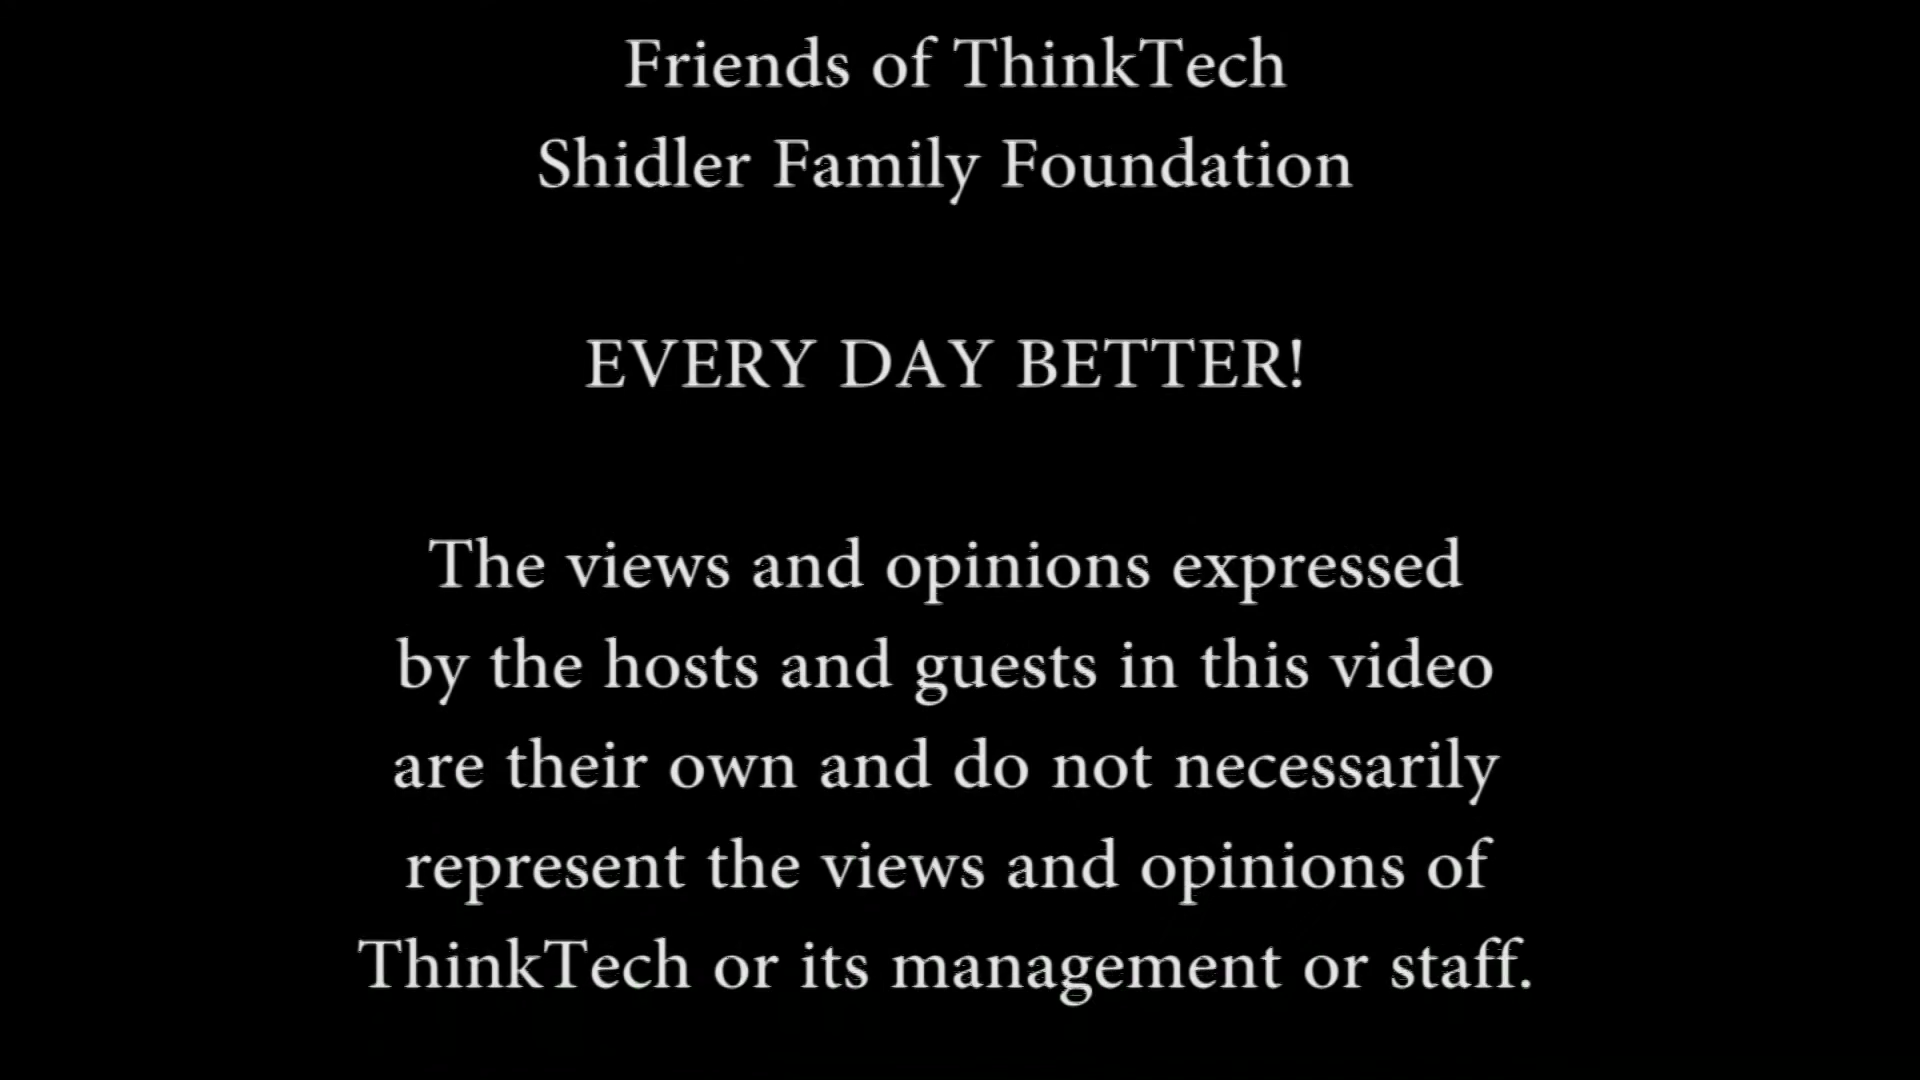 Friends of ThinkTech
Shidler Family Foundation
EVERY DAY BETTER!
The views and opinions expressed
by the hosts and guests in this video
are their own and do not necessarily
represent the views and opinions of
ThinkTech or its management or staff.